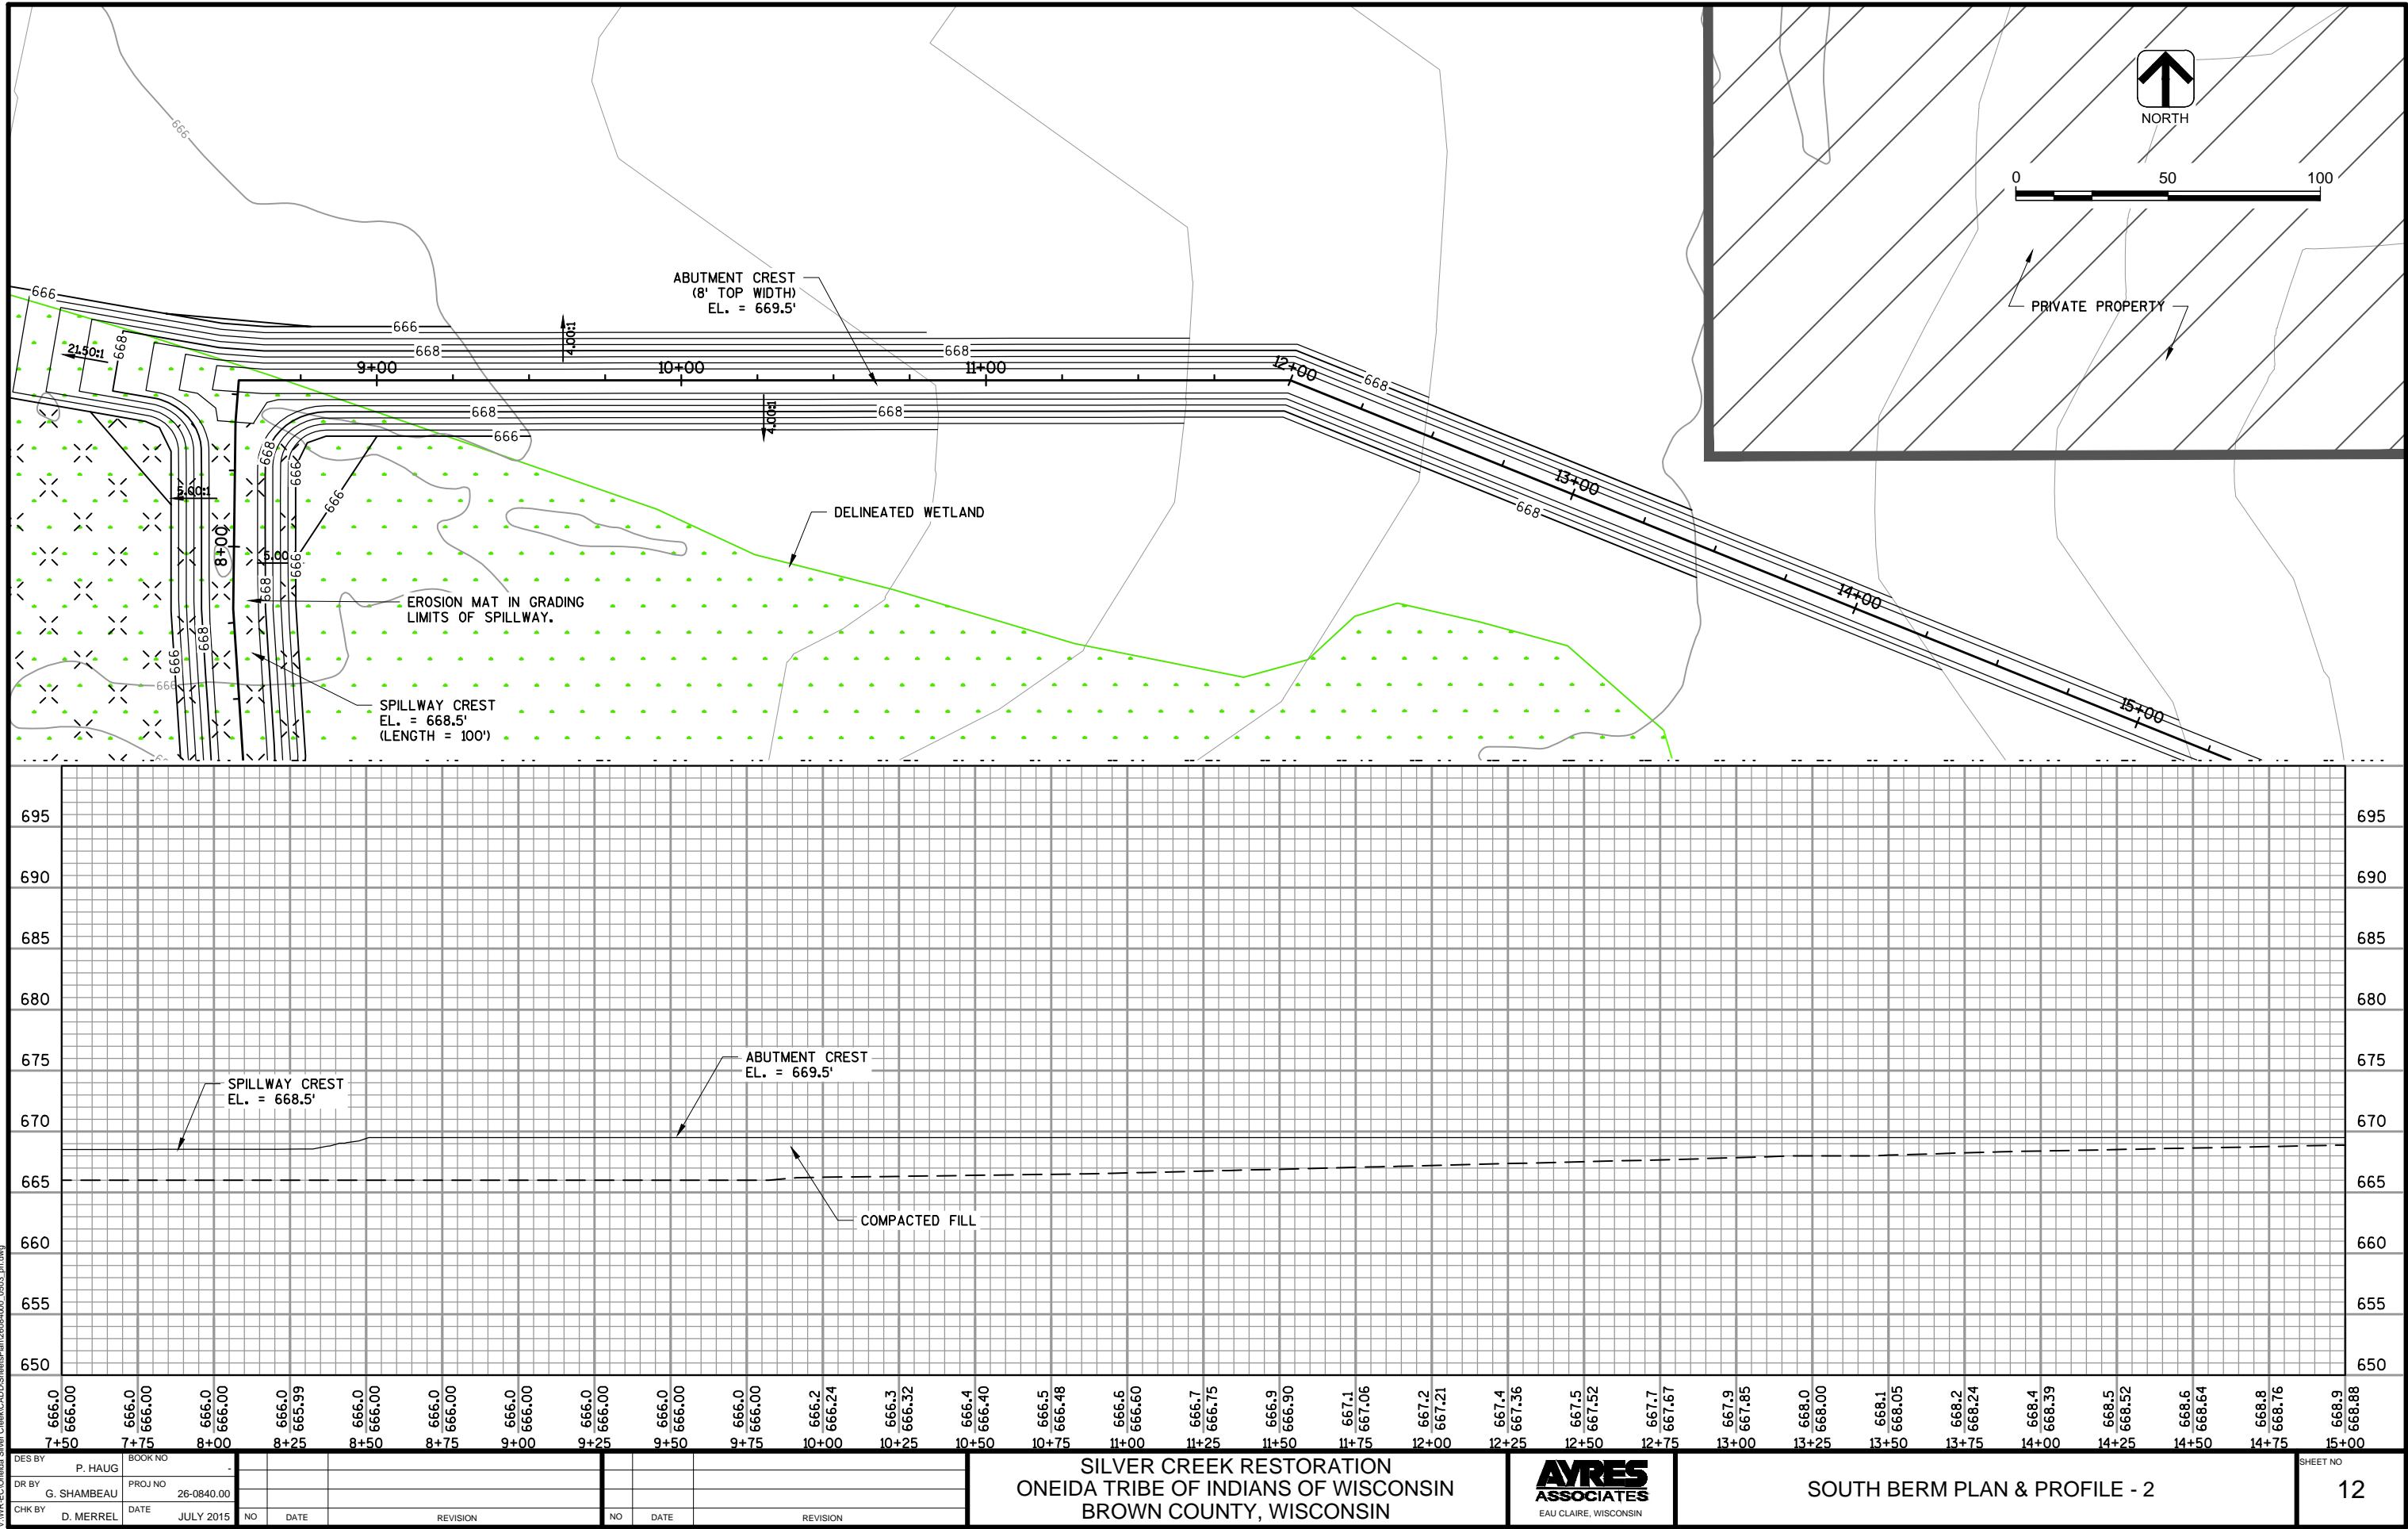 NORTH
0 50 100
PRIVATE PROPERTY
666
666
666
668
21.50:1
4.00:1
ABUTMENT CREST
(8' TOP WIDTH)
EL. = 669.5'
668
668
668
9+00
10+00
11+00
12+00
668
668
666
4.00:1
668
666
666
5.00:1
8+00
5.00
666
668
DELINEATED WETLAND
13+00
668
14+00
15+00
EROSION MAT IN GRADING
LIMITS OF SPILLWAY.
668
666
666
SPILLWAY CREST
EL. = 668.5'
(LENGTH = 100')
695 695
690 690
685 685
680 680
675 675
670 670
665 665
660 660
655 655
650 650
SPILLWAY CREST
EL. = 668.5'
ABUTMENT CREST
EL. = 669.5'
COMPACTED FILL
666.0 666.0 666.0 666.0 666.0 666.0 666.0 666.0 666.0 666.0 666.2 666.3 666.4 666.5 666.6 666.7 666.9 667.1 667.2 667.4 667.5 667.7 667.9 668.0 668.1 668.2 668.4 668.5 668.6 668.8 668.9
666.00 666.00 666.00 665.99 666.00 666.00 666.00 666.00 666.00 666.00 666.24 666.32 666.40 666.48 666.60 666.75 666.90 667.06 667.21 667.36 667.52 667.67 667.85 668.00 668.05 668.24 668.39 668.52 668.64 668.76 668.88
7+50 7+75 8+00 8+25 8+50 8+75 9+00 9+25 9+50 9+75 10+00 10+25 10+50 10+75 11+00 11+25 11+50 11+75 12+00 12+25 12+50 12+75 13+00 13+25 13+50 13+75 14+00 14+25 14+50 14+75 15+00
DES BY P. HAUG BOOK NO -
DR BY G. SHAMBEAU PROJ NO 26-0840.00
CHK BY D. MERREL DATE JULY 2015
NO DATE REVISION NO DATE REVISION
SILVER CREEK RESTORATION
ONEIDA TRIBE OF INDIANS OF WISCONSIN
BROWN COUNTY, WISCONSIN
AYRES
ASSOCIATES
EAU CLAIRE, WISCONSIN
SOUTH BERM PLAN & PROFILE - 2
SHEET NO
12